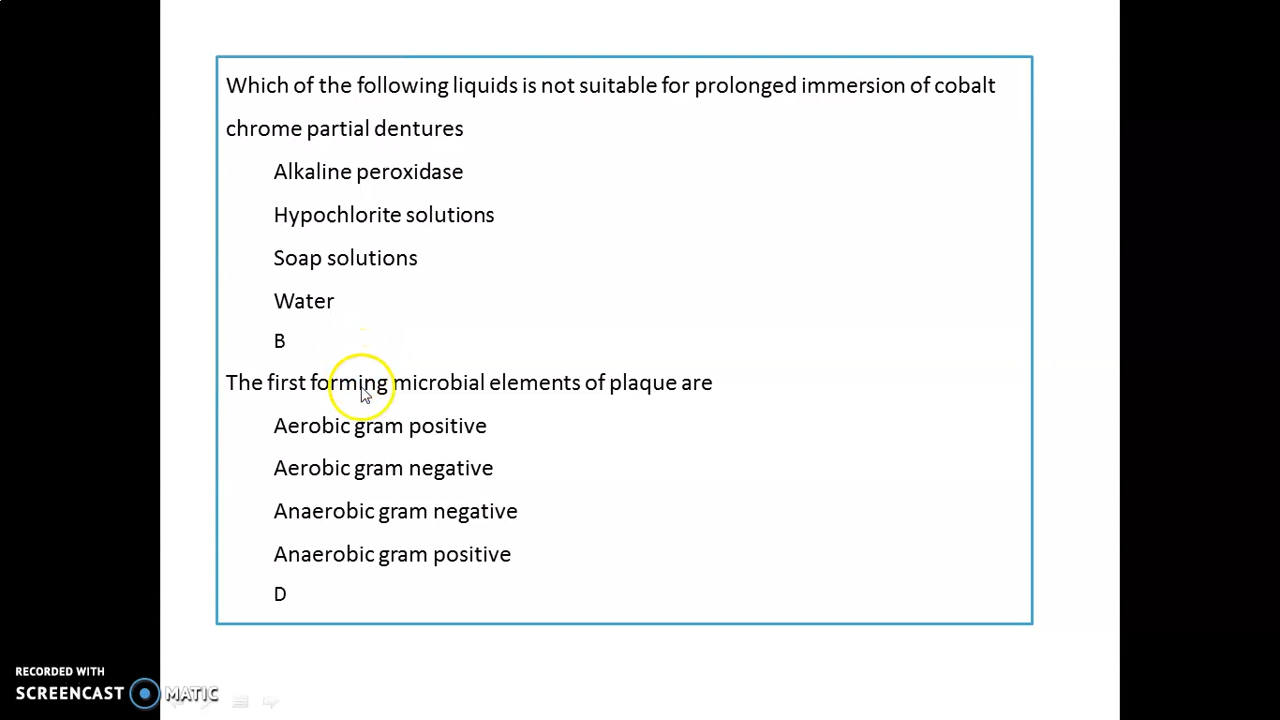 Which of the following liquids is not suitable for prolonged immersion of cobalt
chrome partial dentures
Alkaline peroxidase
Hypochlorite solutions
Soap solutions
Water
B
The first forming microbial elements of plaque are
Aerobic gram positive
Aerobic gram negative
Anaerobic gram negative
Anaerobic gram positive
D
RECORDED WITH
SCREENCAST MATIC